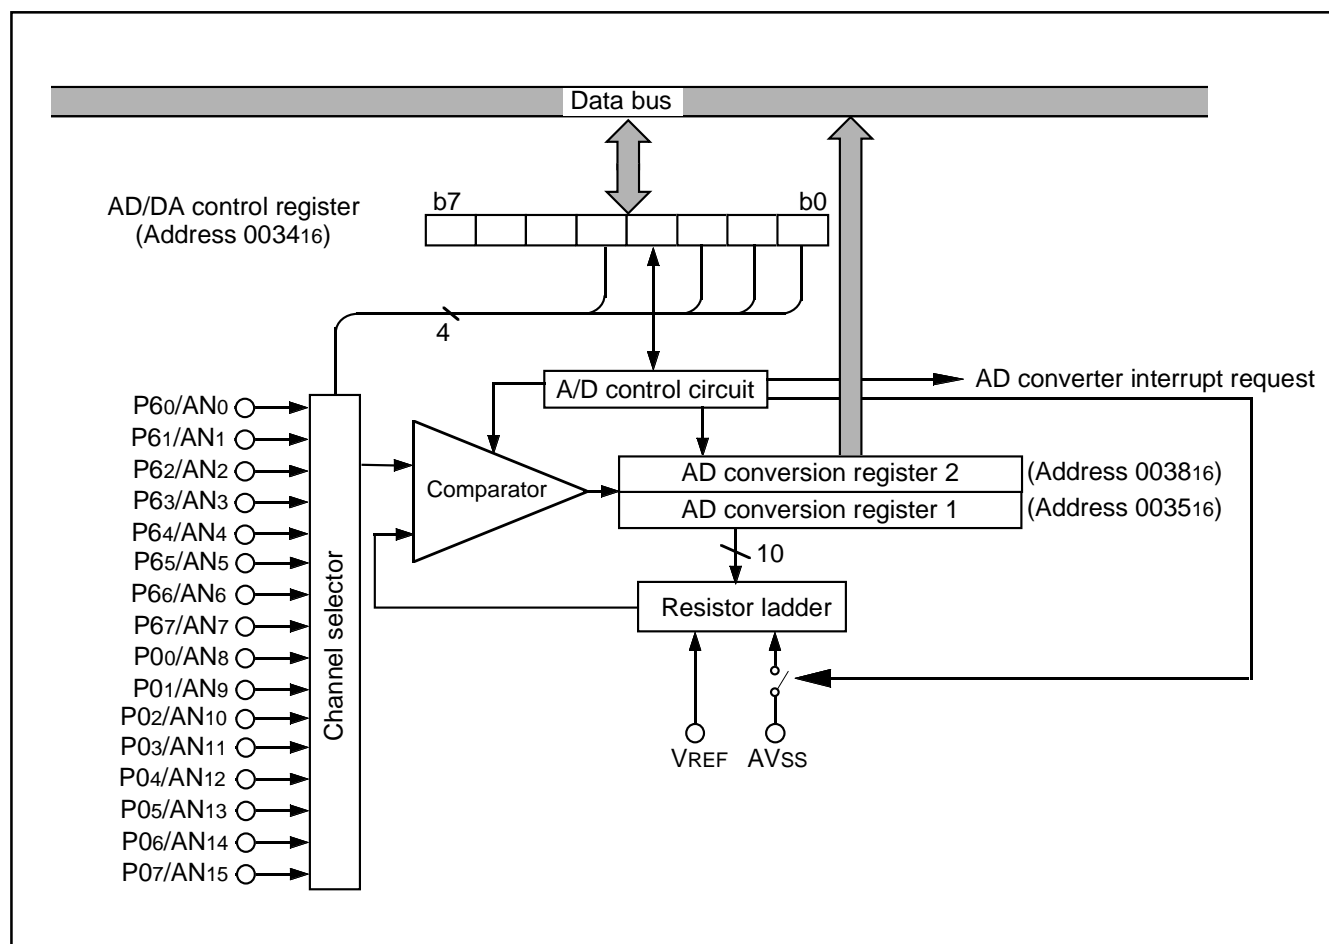 Data bus
b7
b0
AD/DA control register
(Address 003416)
4
A/D control circuit
AD converter interrupt request
P60/AN0
P61/AN1
P62/AN2
P63/AN3
P64/AN4
P65/AN5
P66/AN6
P67/AN7
P00/AN8
P01/AN9
P02/AN10
P03/AN11
P04/AN12
P05/AN13
P06/AN14
P07/AN15
Channel selector
Comparator
AD conversion register 2
(Address 003816)
AD conversion register 1
(Address 003516)
10
Resistor ladder
VREF
AVSS